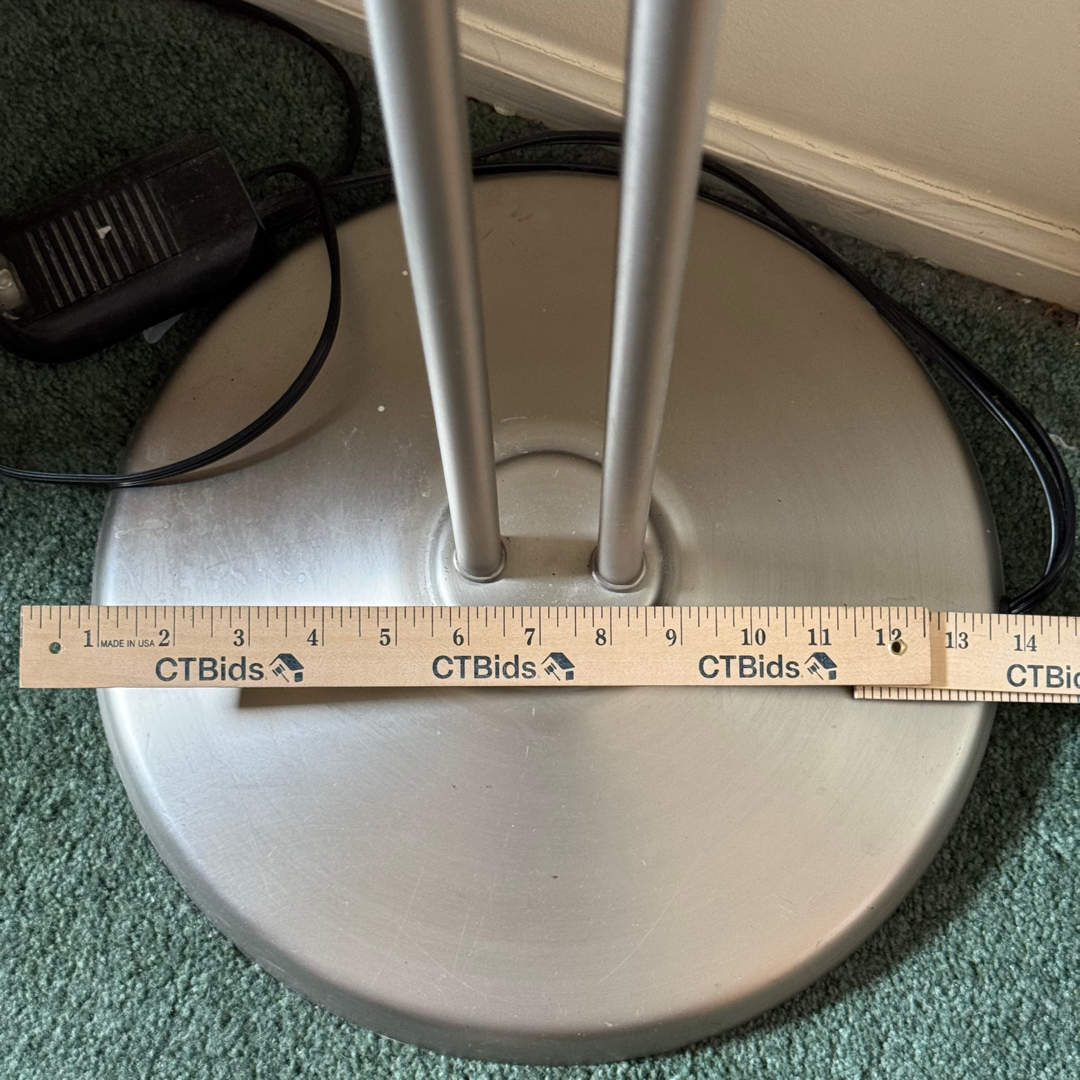 1 MADE IN USA 2 3 4 5 6 7 8 9 10 11 12 13 14
CTBids CTBids CTBids CTBid